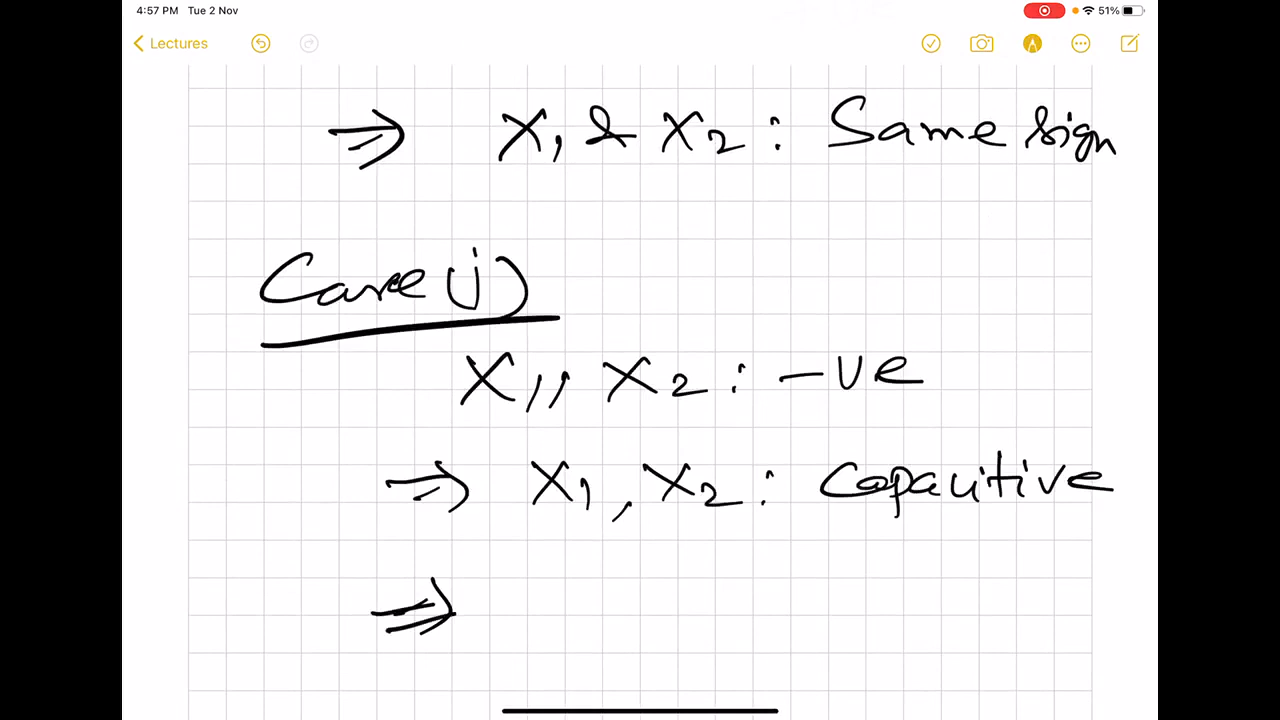 4:57 PM Tue 2 Nov 51%
Lectures
⇒ X1 & X2 : Same sign
Case (i)
X1, X2 : -ve
⇒ X1, X2 : Capacitive
⇒